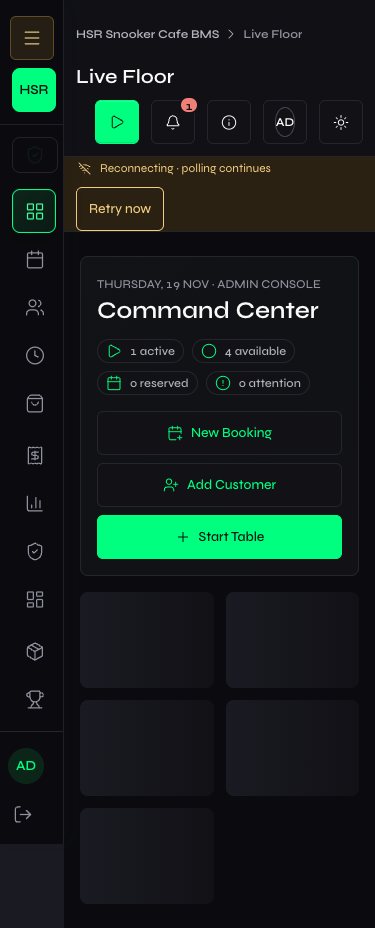 HSR
HSR Snooker Cafe BMS > Live Floor
Live Floor
1
AD
Reconnecting · polling continues
Retry now
THURSDAY, 19 NOV · ADMIN CONSOLE
Command Center
1 active
4 available
0 reserved
0 attention
New Booking
Add Customer
Start Table
AD